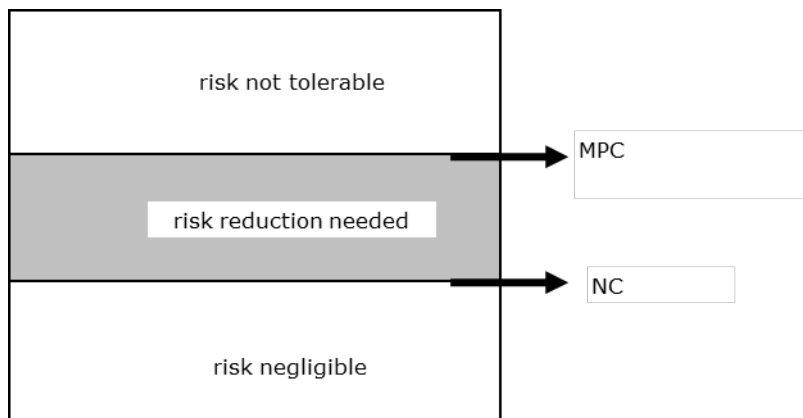 risk not tolerable
MPC
risk reduction needed
NC
risk negligible